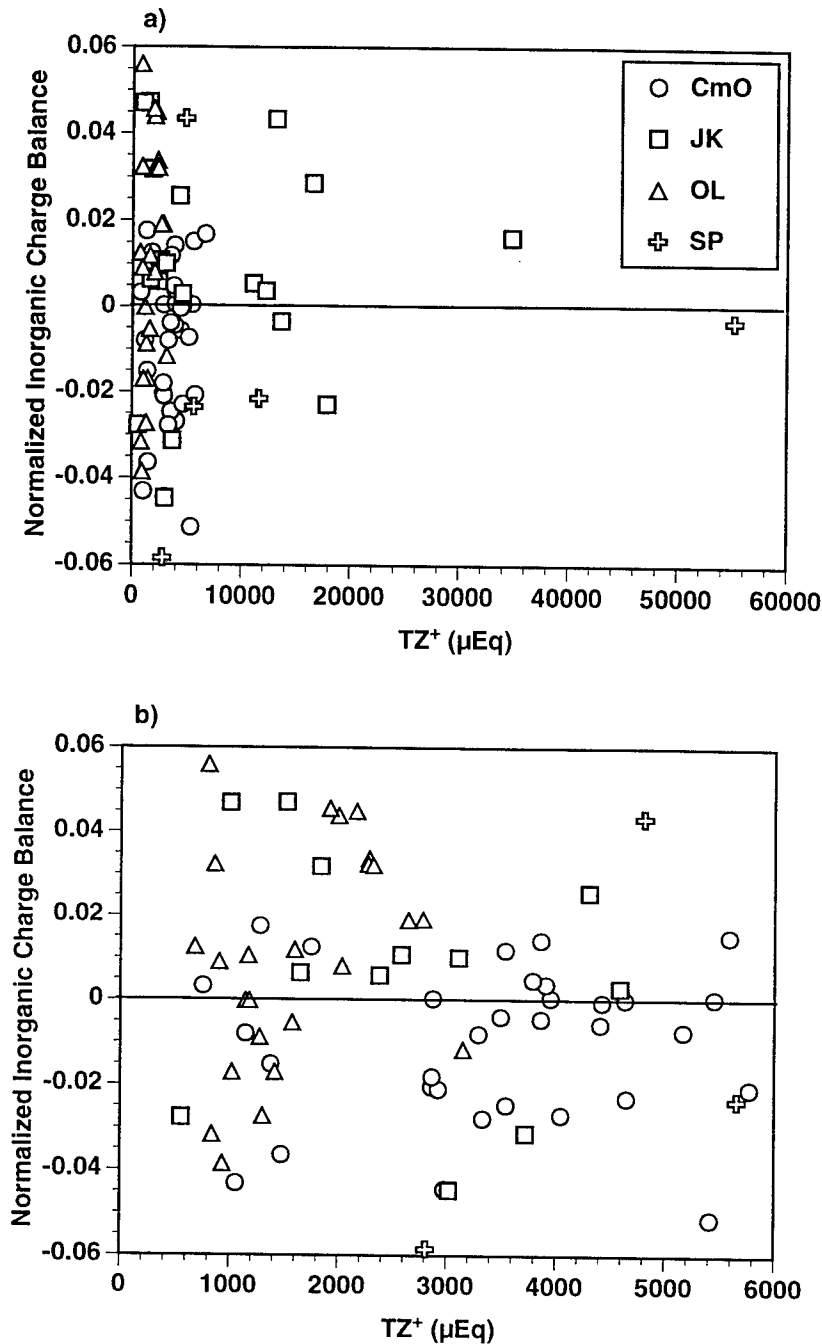 a)
Normalized Inorganic Charge Balance
0.06
0.04
0.02
0
-0.02
-0.04
-0.06
CmO
JK
OL
SP
0 10000 20000 30000 40000 50000 60000
TZ⁺ (µEq)
b)
Normalized Inorganic Charge Balance
0.06
0.04
0.02
0
-0.02
-0.04
-0.06
0 1000 2000 3000 4000 5000 6000
TZ⁺ (µEq)